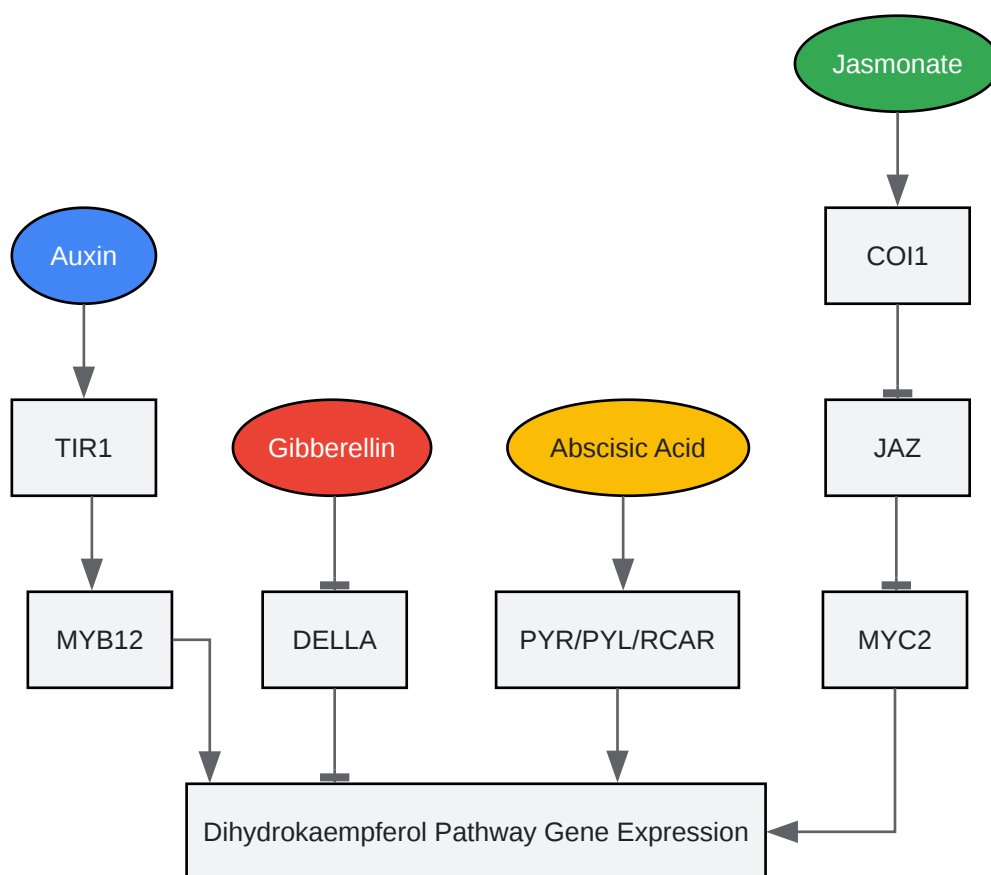 Jasmonate
Auxin
COI1
TIR1
Gibberellin
Abscisic Acid
JAZ
MYB12
DELLA
PYR/PYL/RCAR
MYC2
Dihydrokaempferol Pathway Gene Expression